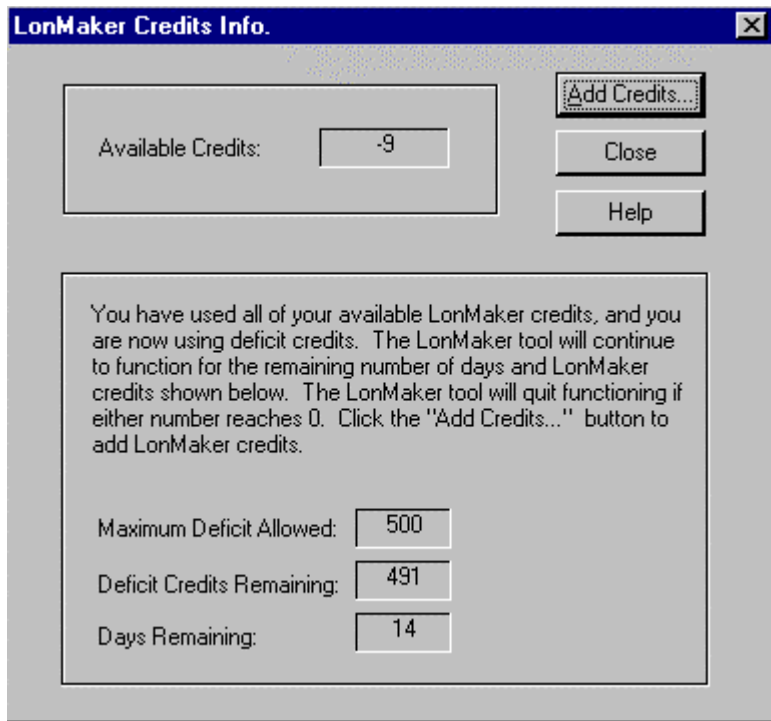 LonMaker Credits Info.
Add Credits...
Available Credits: -9
Close
Help
You have used all of your available LonMaker credits, and you
are now using deficit credits.  The LonMaker tool will continue
to function for the remaining number of days and LonMaker
credits shown below.  The LonMaker tool will quit functioning if
either number reaches 0.  Click the "Add Credits..."  button to
add LonMaker credits.
Maximum Deficit Allowed: 500
Deficit Credits Remaining: 491
Days Remaining: 14